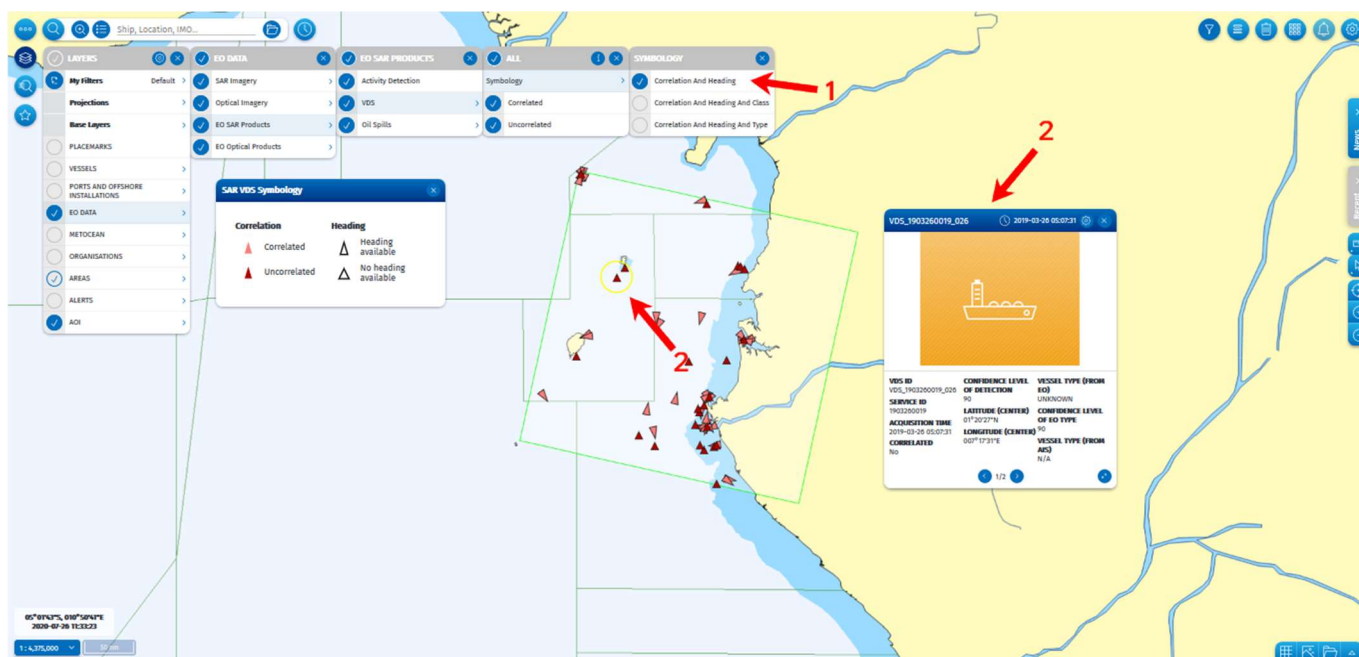 Ship, Location, IMO...
LAYERS
My Filters Default
Projections
Base Layers
PLACEMARKS
VESSELS
PORTS AND OFFSHORE
INSTALLATIONS
EO DATA
METOCEAN
ORGANISATIONS
AREAS
ALERTS
AOI
EO DATA
SAR Imagery
Optical Imagery
EO SAR Products
EO Optical Products
EO SAR PRODUCTS
Activity Detection
VDS
Oil Spills
ALL
Symbology
Correlated
Uncorrelated
SYMBOLOGY
Correlation And Heading
Correlation And Heading And Class
Correlation And Heading And Type
1
SAR VDS Symbology
Correlation Heading
Correlated
Heading
available
Uncorrelated
No heading
available
2
2
VDS_1903260019_026 2019-03-26 05:07:31
VDS ID
VDS_1903260019_026
SERVICE ID
1903260019
ACQUISITION TIME
2019-03-26 05:07:31
CORRELATED
No
CONFIDENCE LEVEL
OF DETECTION
90
LATITUDE (CENTER)
01°20'27"N
LONGITUDE (CENTER)
007°17'31"E
VESSEL TYPE (FROM
EO)
UNKNOWN
CONFIDENCE LEVEL
OF EO TYPE
90
VESSEL TYPE (FROM
AIS)
N/A
1/2
News
Recent
05°01'43"S, 010°50'41"E
2020-07-26 11:33:23
1 : 4,375,000